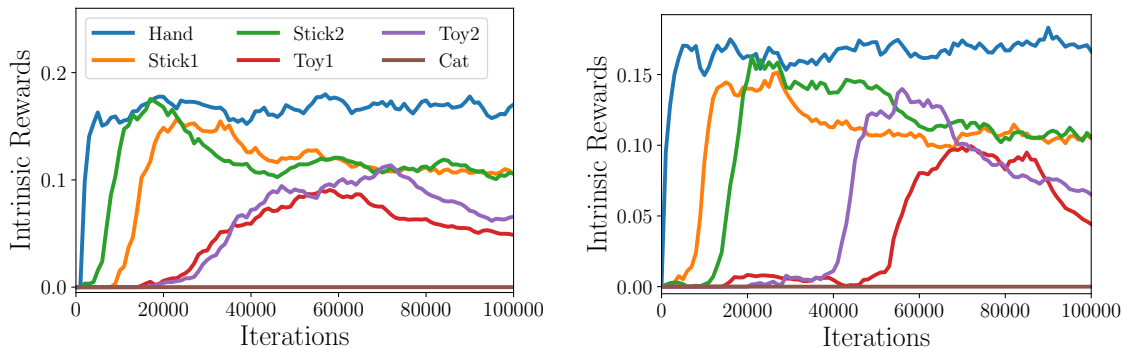 Hand Stick2 Toy2
Stick1 Toy1 Cat
Intrinsic Rewards
0.2
0.1
0.0
0 20000 40000 60000 80000 100000
Iterations
Intrinsic Rewards
0.15
0.10
0.05
0.00
0 20000 40000 60000 80000 100000
Iterations